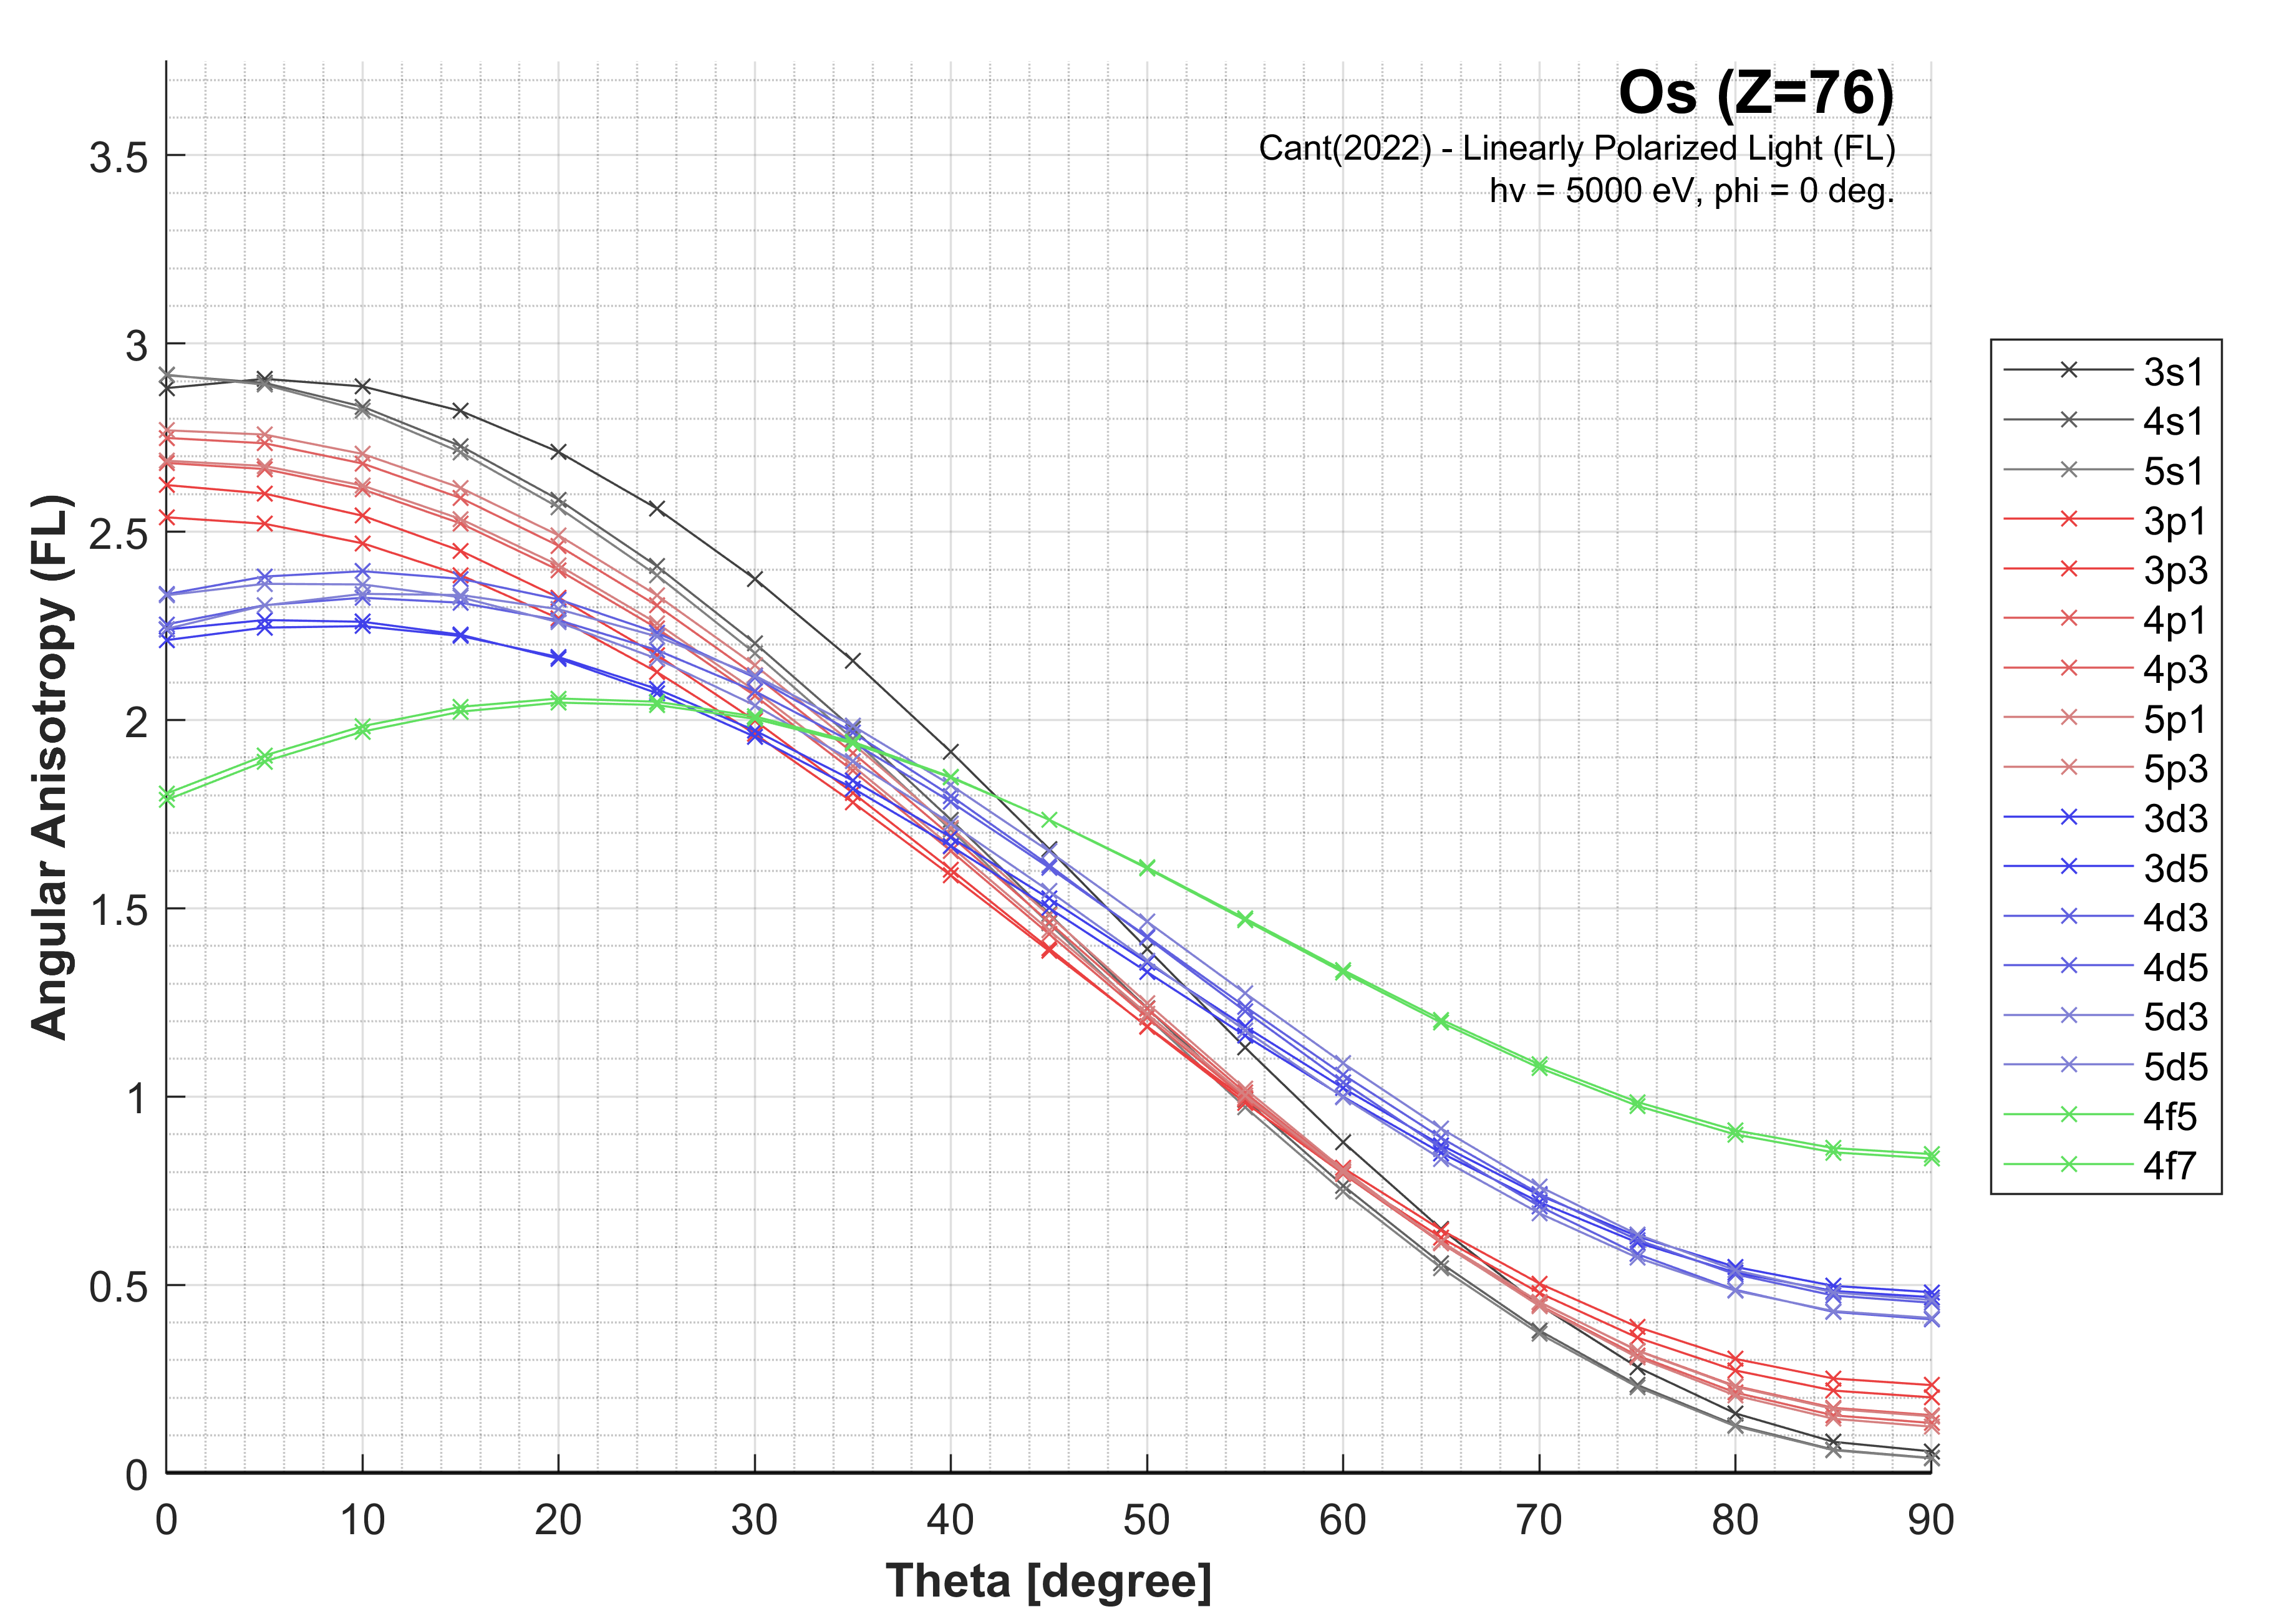 Os (Z=76)
Cant(2022) - Linearly Polarized Light (FL)
hv = 5000 eV, phi = 0 deg.
Angular Anisotropy (FL)
3.5
3
2.5
2
1.5
1
0.5
0
0 10 20 30 40 50 60 70 80 90
Theta [degree]
3s1
4s1
5s1
3p1
3p3
4p1
4p3
5p1
5p3
3d3
3d5
4d3
4d5
5d3
5d5
4f5
4f7